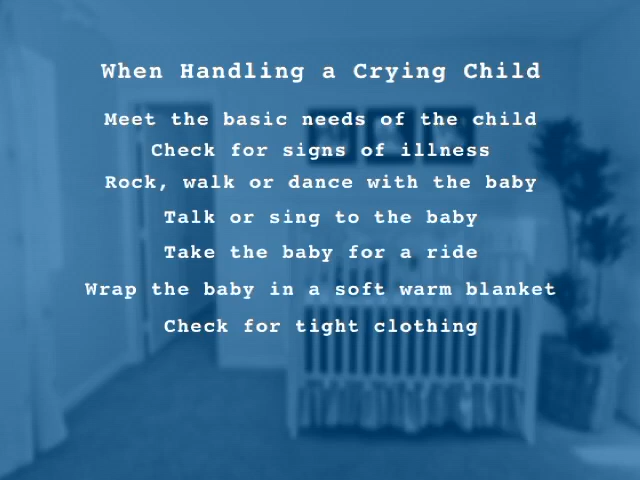 When Handling a Crying Child
Meet the basic needs of the child
Check for signs of illness
Rock, walk or dance with the baby
Talk or sing to the baby
Take the baby for a ride
Wrap the baby in a soft warm blanket
Check for tight clothing